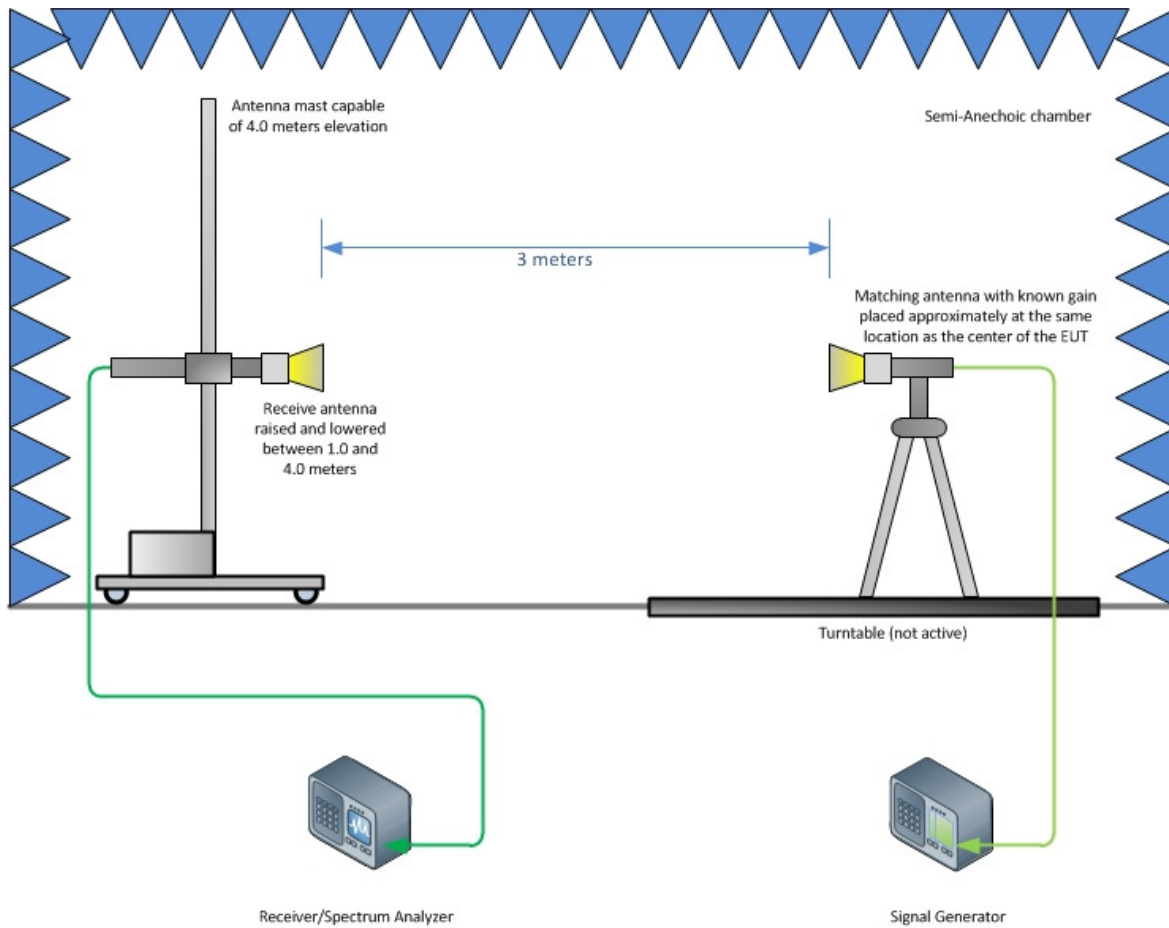 Antenna mast capable
of 4.0 meters elevation
Semi-Anechoic chamber
3 meters
Matching antenna with known gain
placed approximately at the same
location as the center of the EUT
Receive antenna
raised and lowered
between 1.0 and
4.0 meters
Turntable (not active)
Receiver/Spectrum Analyzer
Signal Generator